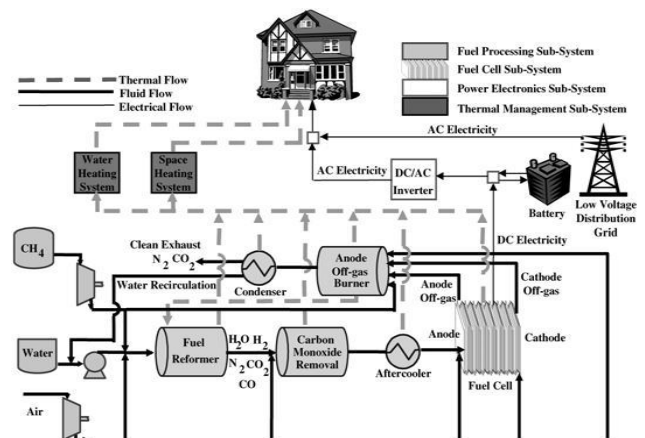 Thermal Flow
Fluid Flow
Electrical Flow
Fuel Processing Sub-System
Fuel Cell Sub-System
Power Electronics Sub-System
Thermal Management Sub-System
AC Electricity
Water
Heating
System
Space
Heating
System
AC Electricity
DC/AC
Inverter
Battery
Low Voltage
Distribution
Grid
DC Electricity
CH4
Clean Exhaust
N2 CO2
Water Recirculation
Condenser
Anode
Off-gas
Burner
Anode
Off-gas
Cathode
Off-gas
Water
Fuel
Reformer
H2O H2
N2 CO2
CO
Carbon
Monoxide
Removal
Aftercooler
Anode
Cathode
Fuel Cell
Air